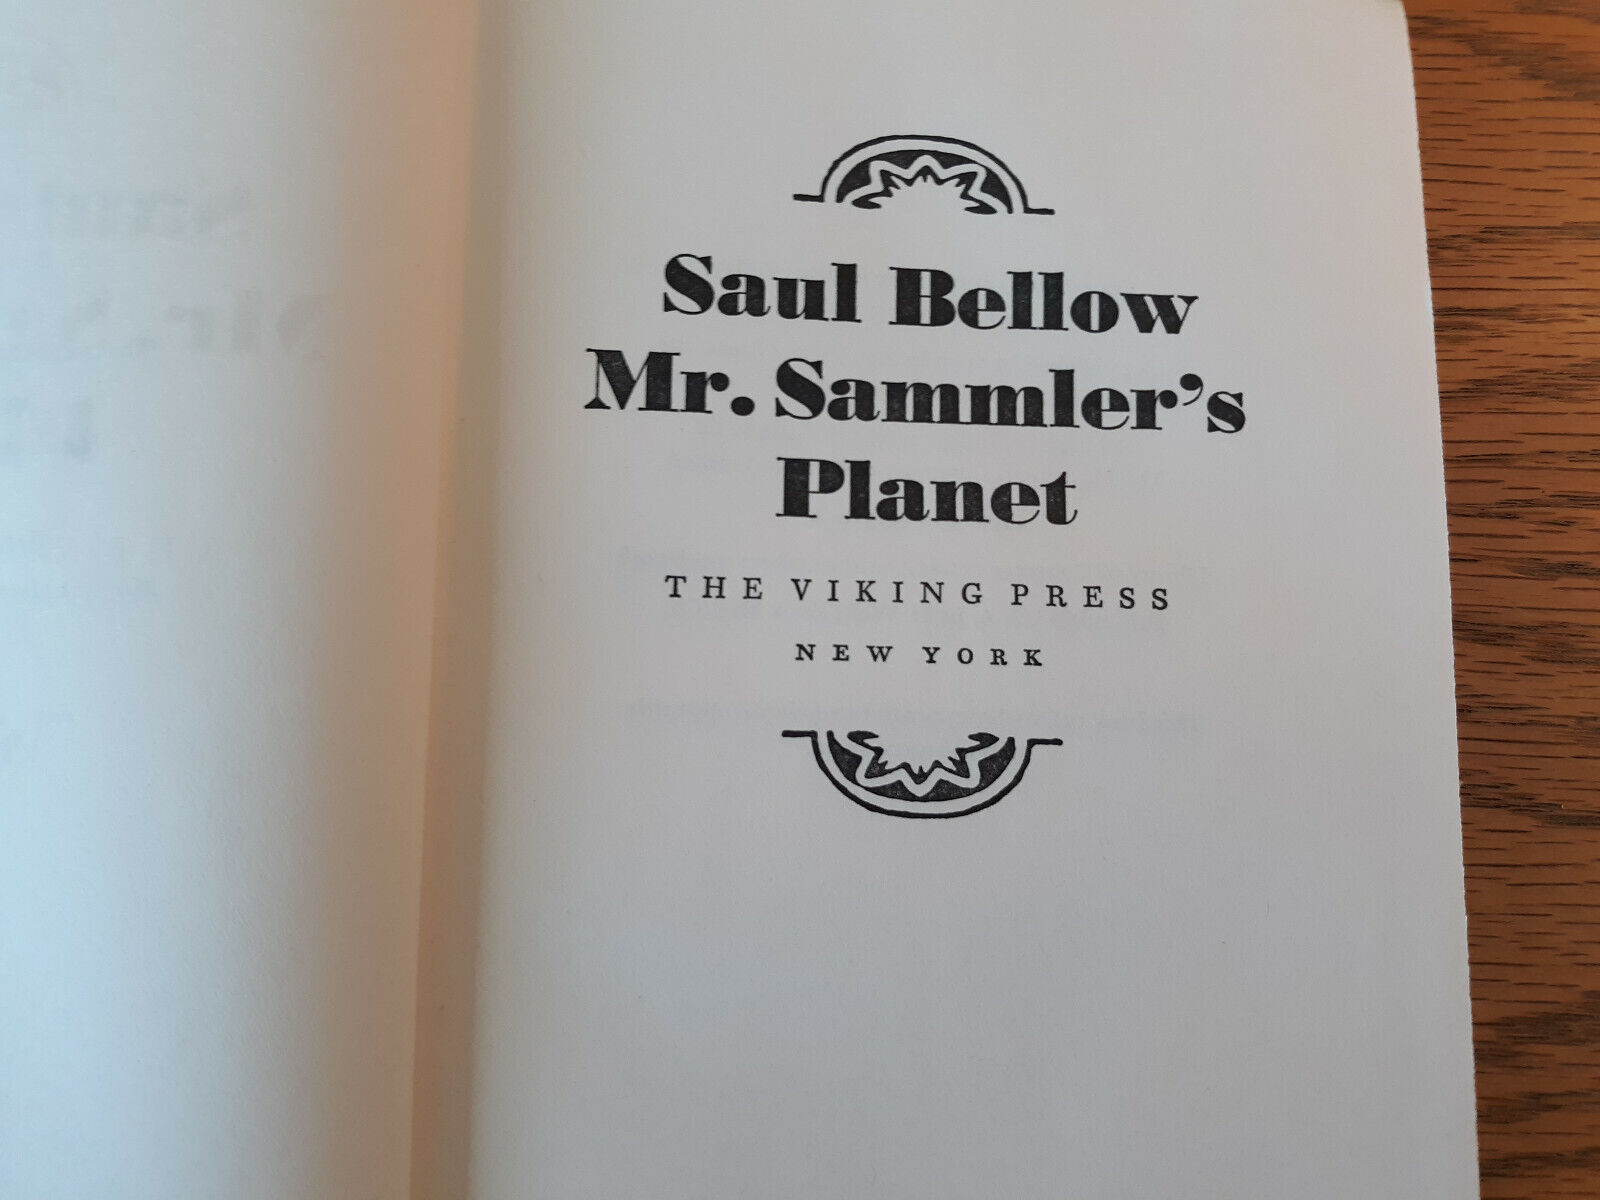 Saul Bellow
Mr. Sammler's
Planet
THE VIKING PRESS
NEW YORK